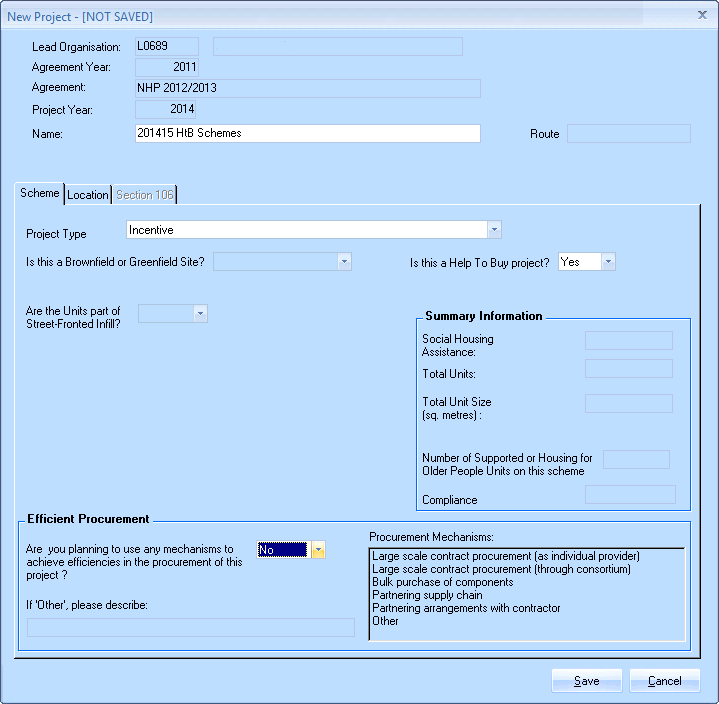 New Project - [NOT SAVED]
Lead Organisation: L0689
Agreement Year: 2011
Agreement: NHP 2012/2013
Project Year: 2014
Name: 201415 HtB Schemes Route
Scheme Location Section 106
Project Type Incentive
Is this a Brownfield or Greenfield Site? Is this a Help To Buy project? Yes
Are the Units part of
Street-Fronted Infill?
Summary Information
Social Housing
Assistance:
Total Units:
Total Unit Size
(sq. metres) :
Number of Supported or Housing for
Older People Units on this scheme
Compliance
Efficient Procurement
Are you planning to use any mechanisms to
achieve efficiencies in the procurement of this
project ?
No
If 'Other', please describe:
Procurement Mechanisms:
Large scale contract procurement (as individual provider)
Large scale contract procurement (through consortium)
Bulk purchase of components
Partnering supply chain
Partnering arrangements with contractor
Other
Save Cancel